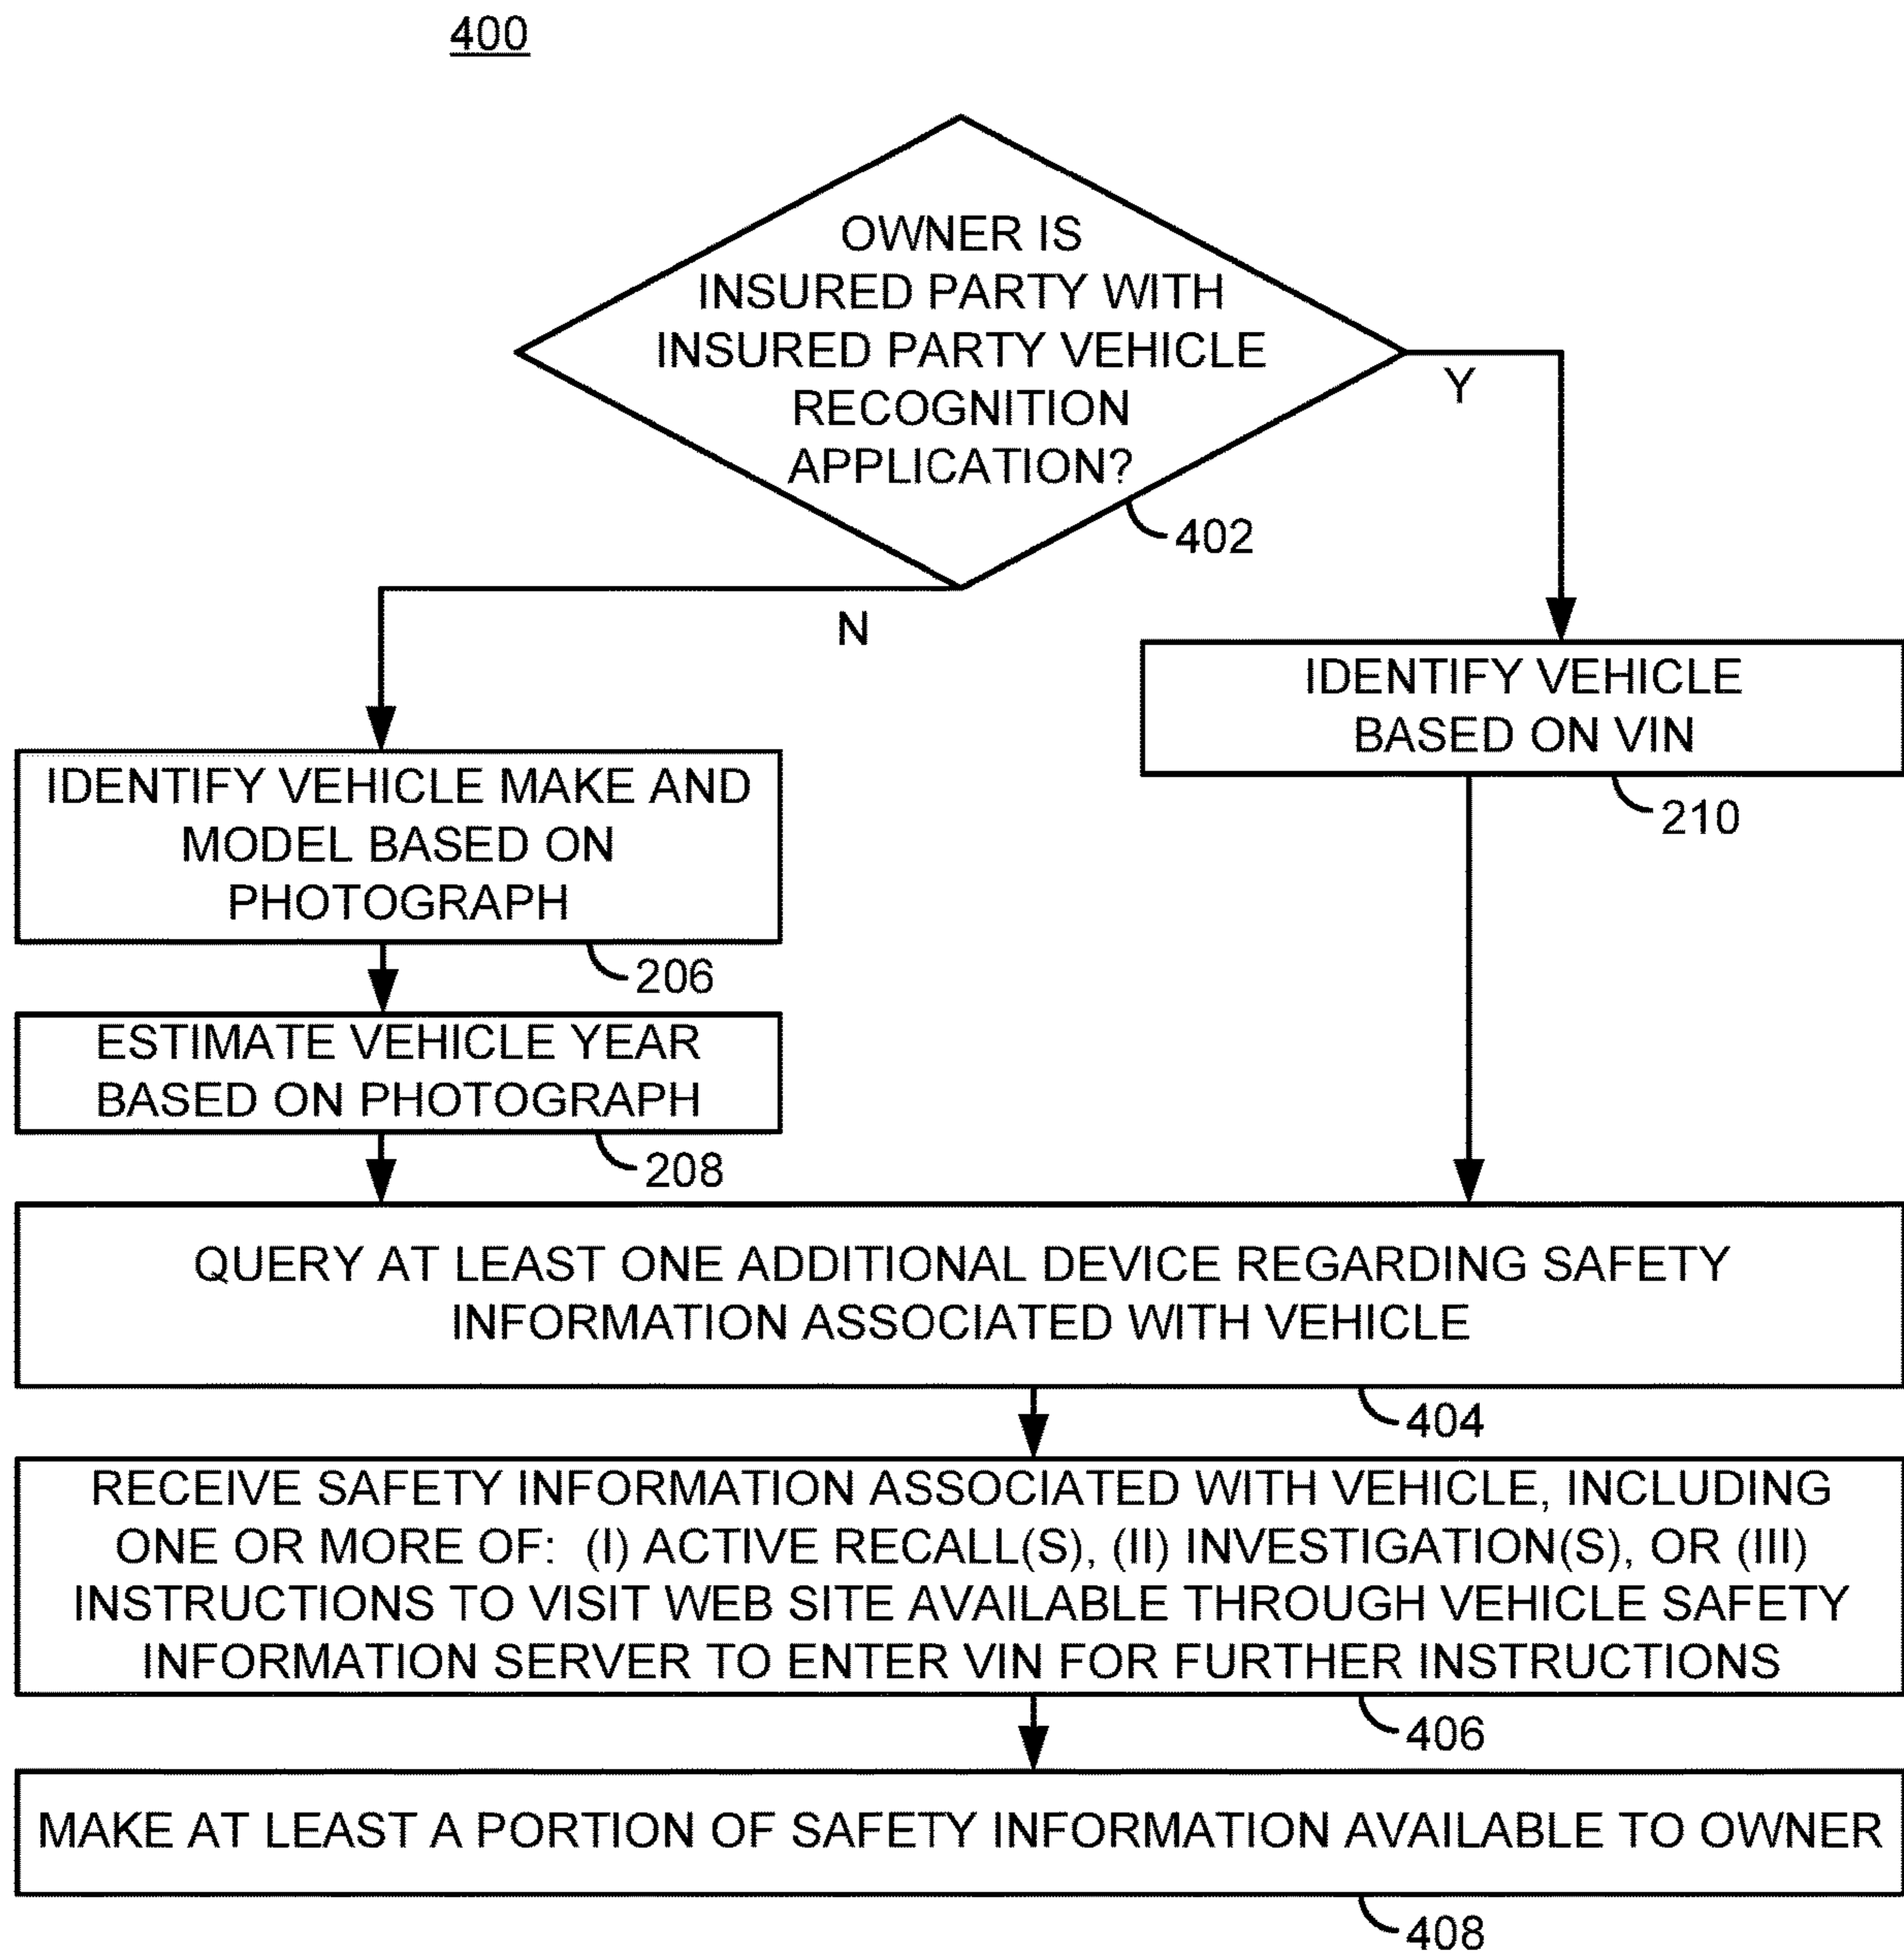 400
OWNER IS
INSURED PARTY WITH
INSURED PARTY VEHICLE
RECOGNITION
APPLICATION?
402
Y
N
IDENTIFY VEHICLE
BASED ON VIN
210
IDENTIFY VEHICLE MAKE AND
MODEL BASED ON
PHOTOGRAPH
206
ESTIMATE VEHICLE YEAR
BASED ON PHOTOGRAPH
208
QUERY AT LEAST ONE ADDITIONAL DEVICE REGARDING SAFETY
INFORMATION ASSOCIATED WITH VEHICLE
404
RECEIVE SAFETY INFORMATION ASSOCIATED WITH VEHICLE, INCLUDING
ONE OR MORE OF: (I) ACTIVE RECALL(S), (II) INVESTIGATION(S), OR (III)
INSTRUCTIONS TO VISIT WEB SITE AVAILABLE THROUGH VEHICLE SAFETY
INFORMATION SERVER TO ENTER VIN FOR FURTHER INSTRUCTIONS
406
MAKE AT LEAST A PORTION OF SAFETY INFORMATION AVAILABLE TO OWNER
408